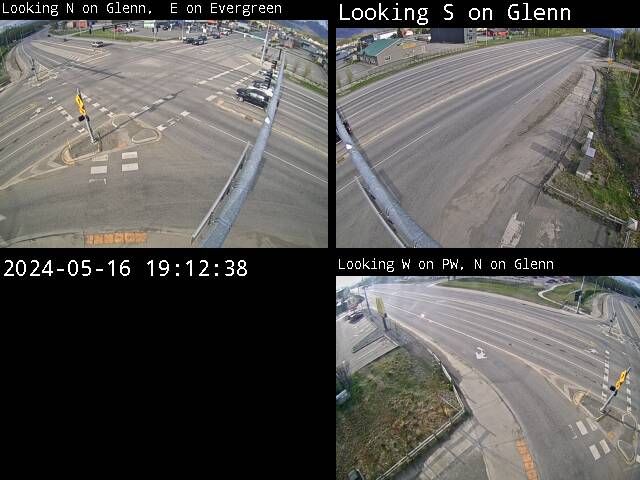 Looking N on Glenn, E on Evergreen
Looking S on Glenn
2024-05-16 19:12:38
Looking W on PW, N on Glenn